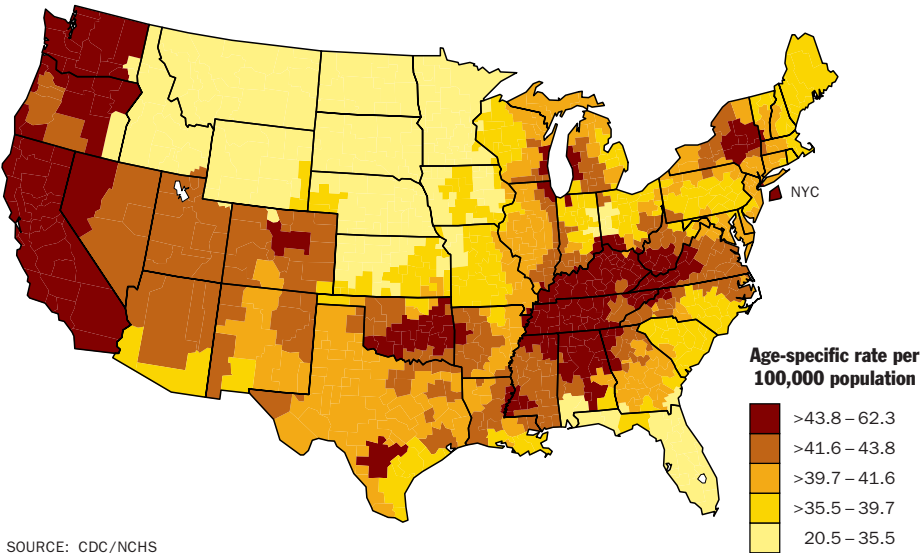 NYC
Age-specific rate per
100,000 population
>43.8 – 62.3
>41.6 – 43.8
>39.7 – 41.6
>35.5 – 39.7
20.5 – 35.5
SOURCE: CDC/NCHS